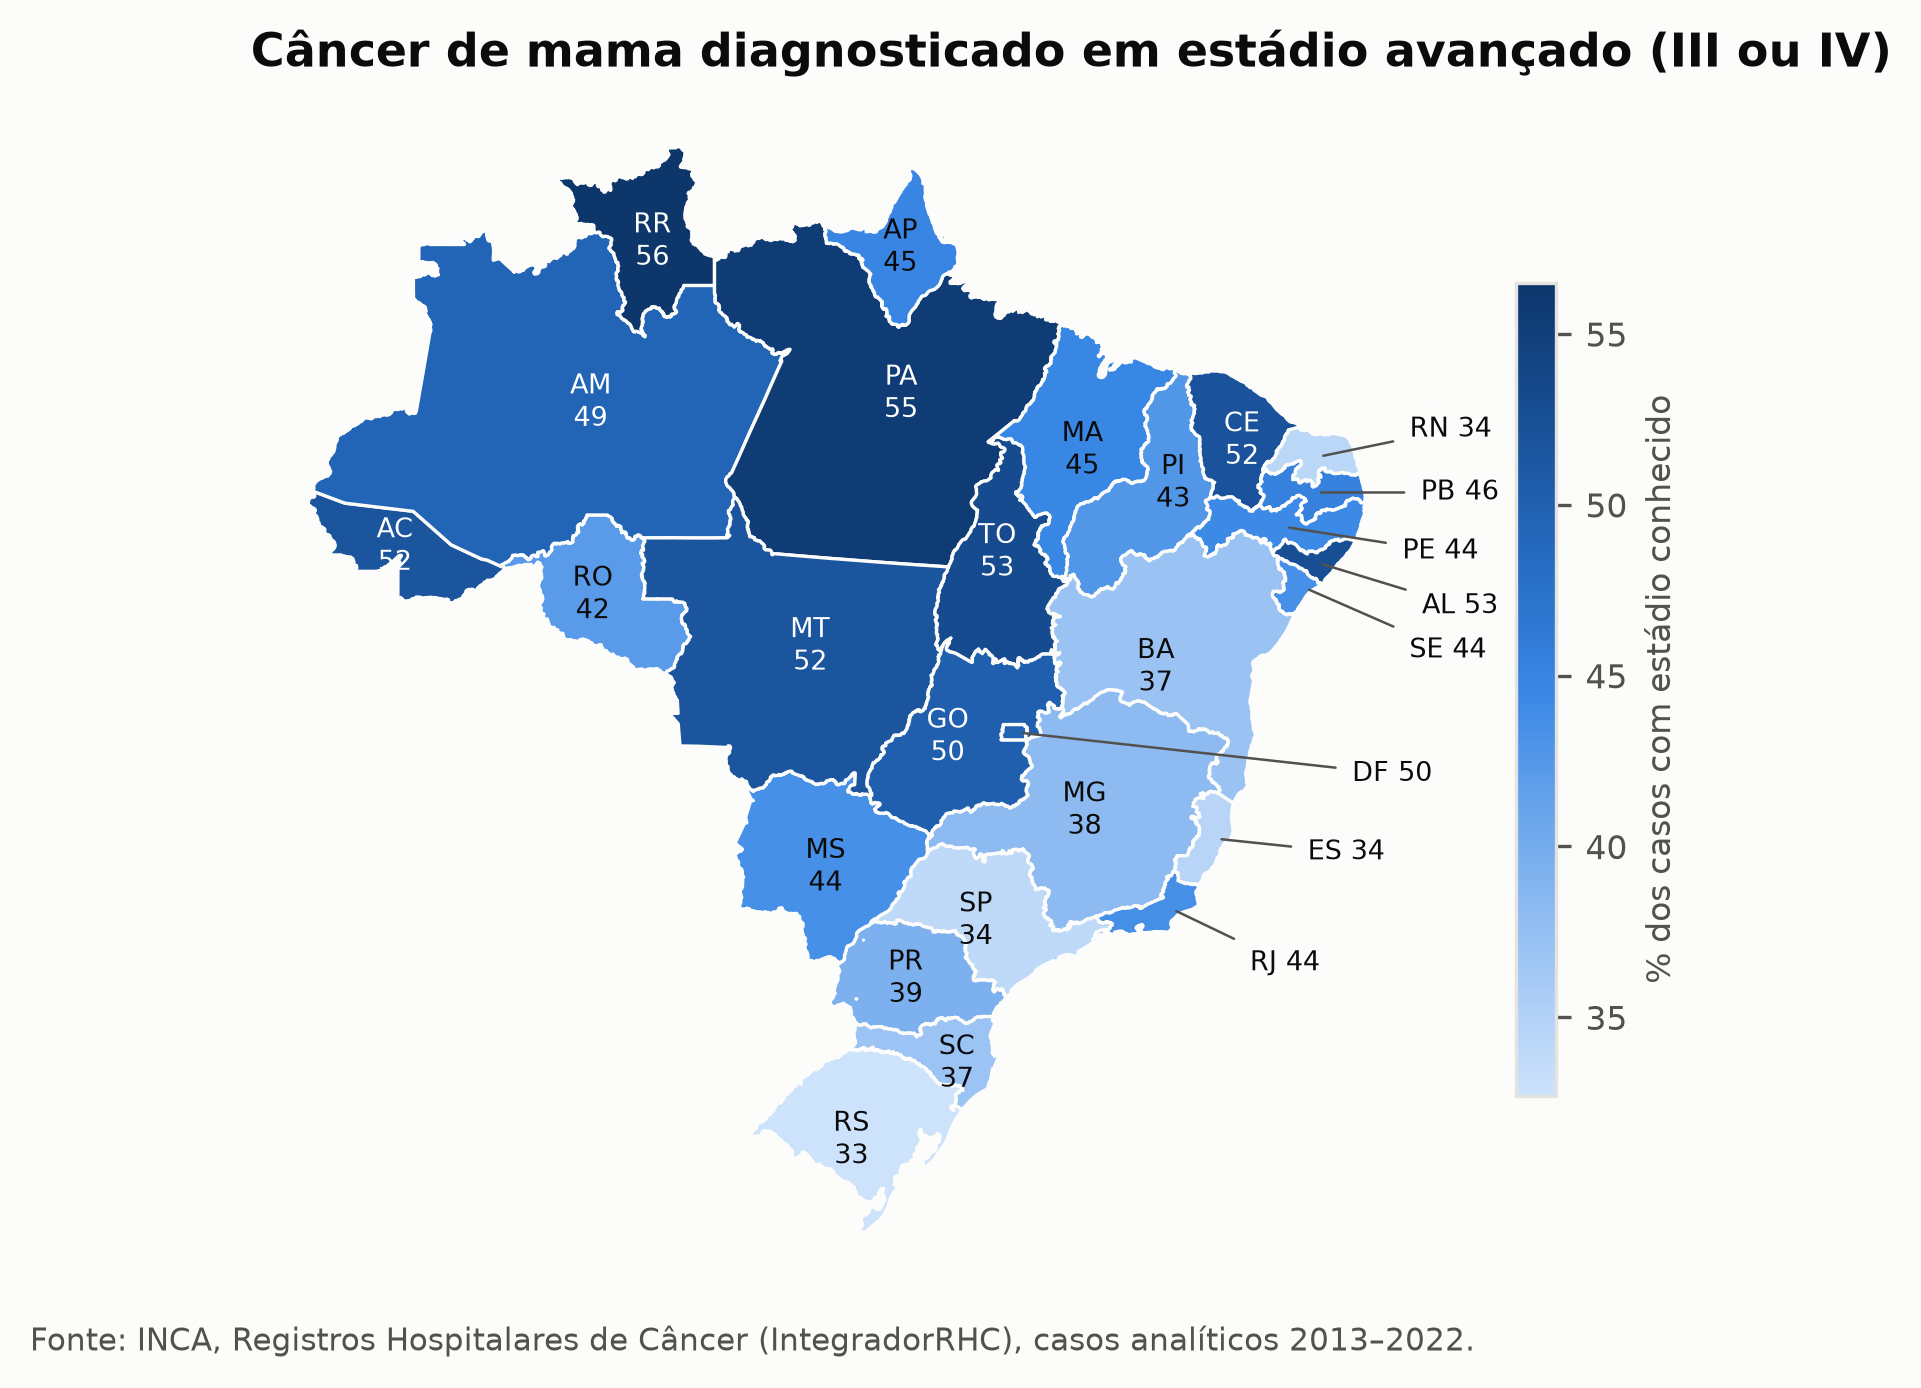 Câncer de mama diagnosticado em estádio avançado (III ou IV)
RR
56
AP
45
AM
49
PA
55
MA
45
PI
43
CE
52
RN 34
PB 46
PE 44
AL 53
SE 44
AC
52
RO
42
TO
53
MT
52
BA
37
GO
50
DF 50
MG
38
ES 34
MS
44
SP
34
RJ 44
PR
39
SC
37
RS
33
55
50
45
40
35
% dos casos com estádio conhecido
Fonte: INCA, Registros Hospitalares de Câncer (IntegradorRHC), casos analíticos 2013–2022.